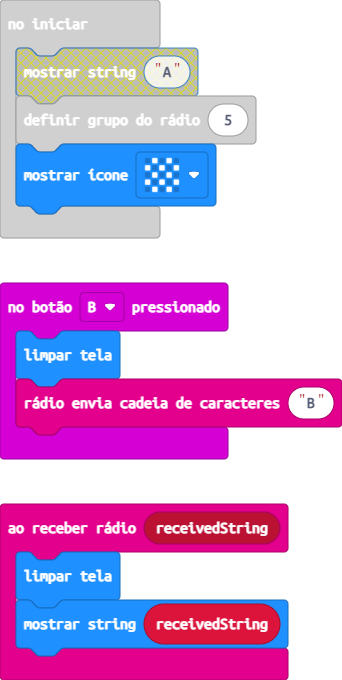 no iniciar
mostrar string "A"
definir grupo do rádio 5
mostrar ícone
no botão B pressionado
limpar tela
rádio envia cadeia de caracteres "B"
ao receber rádio receivedString
limpar tela
mostrar string receivedString